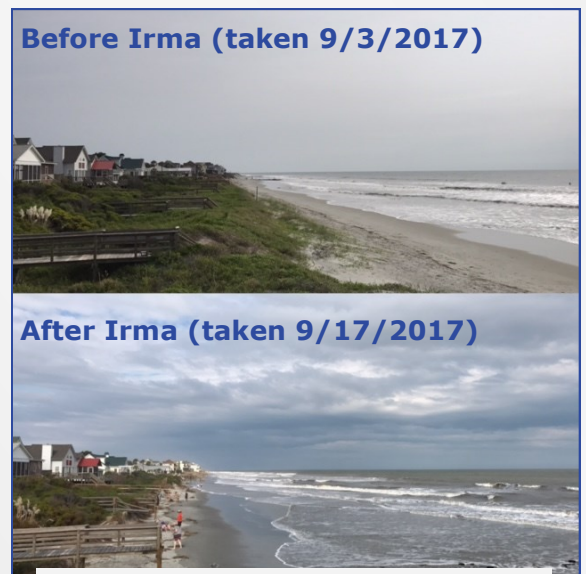 Before Irma (taken 9/3/2017)
After Irma (taken 9/17/2017)